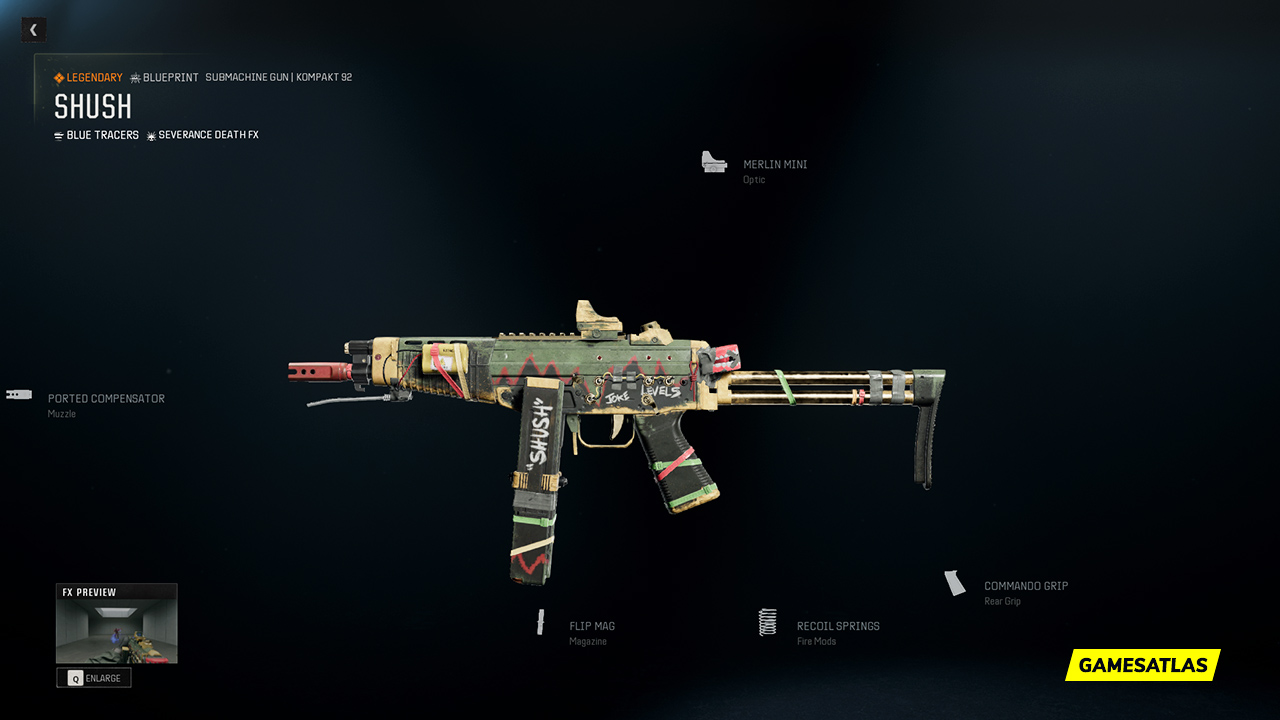 LEGENDARY BLUEPRINT SUBMACHINE GUN | KOMPAKT 92
SHUSH
BLUE TRACERS SEVERANCE DEATH FX
MERLIN MINI
Optic
PORTED COMPENSATOR
Muzzle
JOKE LEVELS
"SHUSH"
FX PREVIEW
Q ENLARGE
FLIP MAG
Magazine
RECOIL SPRINGS
Fire Mods
COMMANDO GRIP
Rear Grip
GAMESATLAS